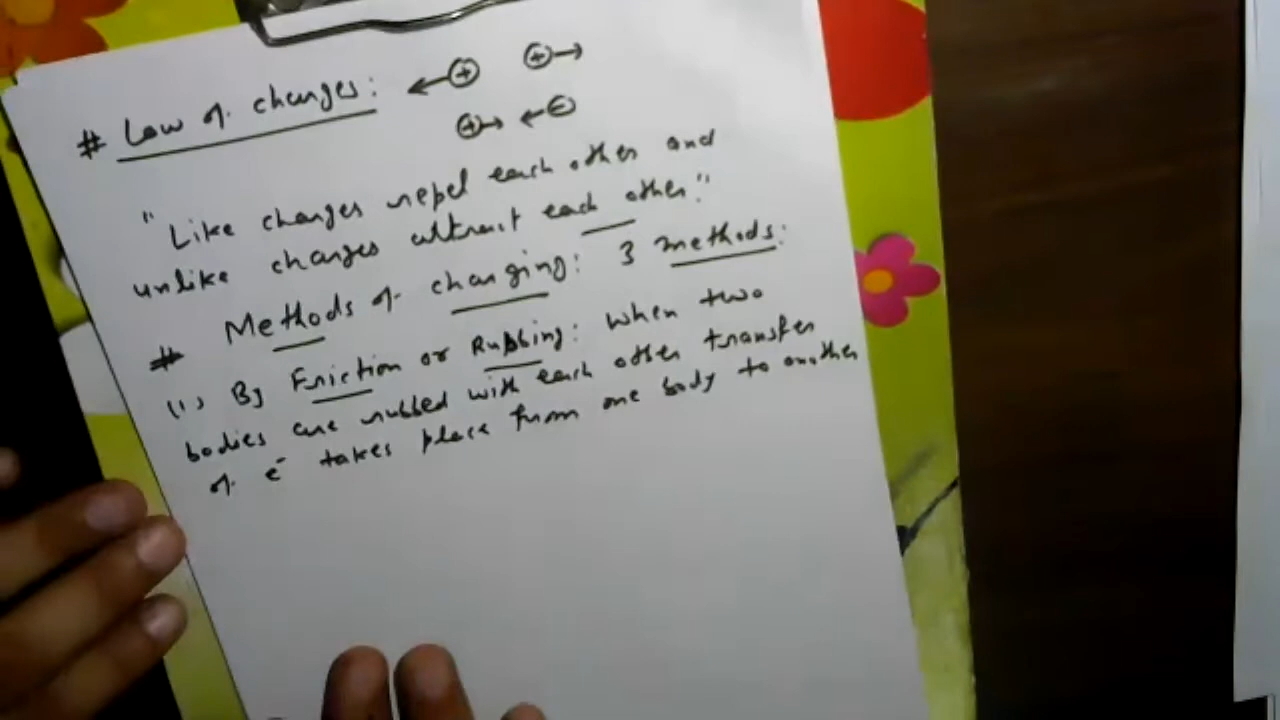 # Law of charges: ←⊕ ⊕→
⊕→ ←⊖
"Like charges repel each other and
unlike charges attract each other."
# Methods of charging: 3 methods:
(1) By Friction or Rubbing: when two
bodies are rubbed with each other transfer
of e⁻ takes place from one body to another